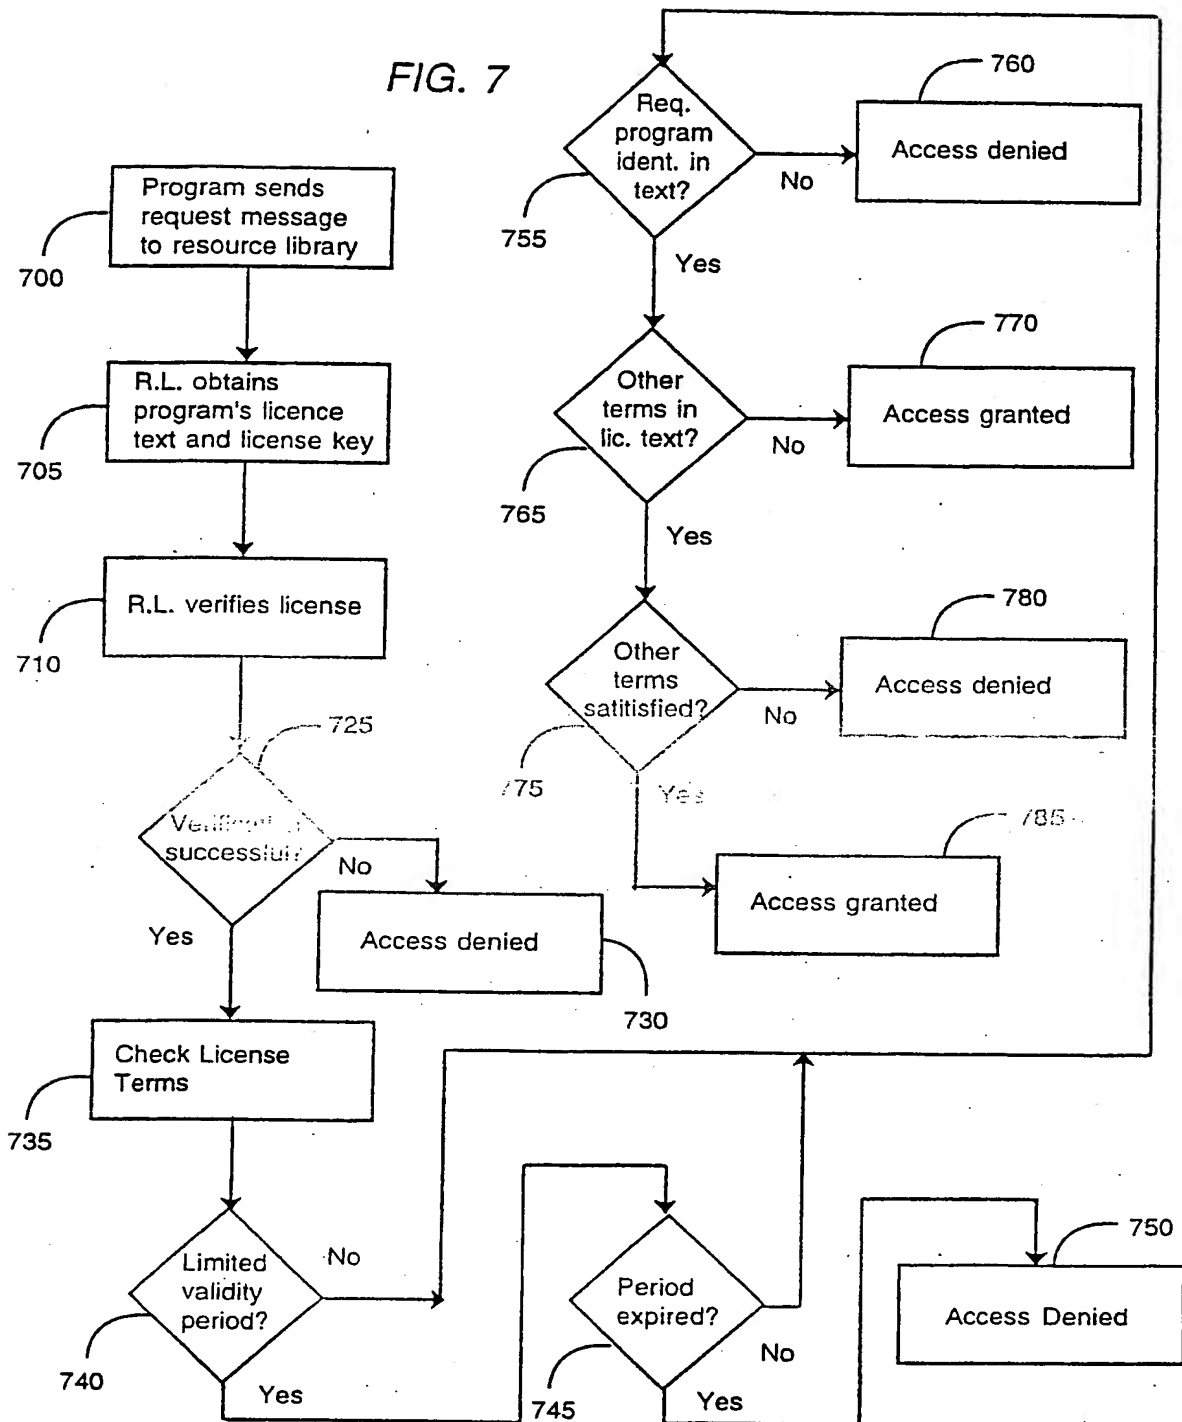 FIG. 7
Program sends
request message
to resource library
700
R.L. obtains
program's licence
text and license key
705
R.L. verifies license
710
725
successful?
No
Yes
Access denied
730
Check License
Terms
735
Limited
validity
period?
No
740
Yes
Period
expired?
No
745
Yes
750
Access Denied
Req.
program
ident. in
text?
No
755
Yes
760
Access denied
Other
terms in
lic. text?
No
765
Yes
770
Access granted
Other
terms
satitisfied?
No
775
Yes
780
Access denied
785
Access granted